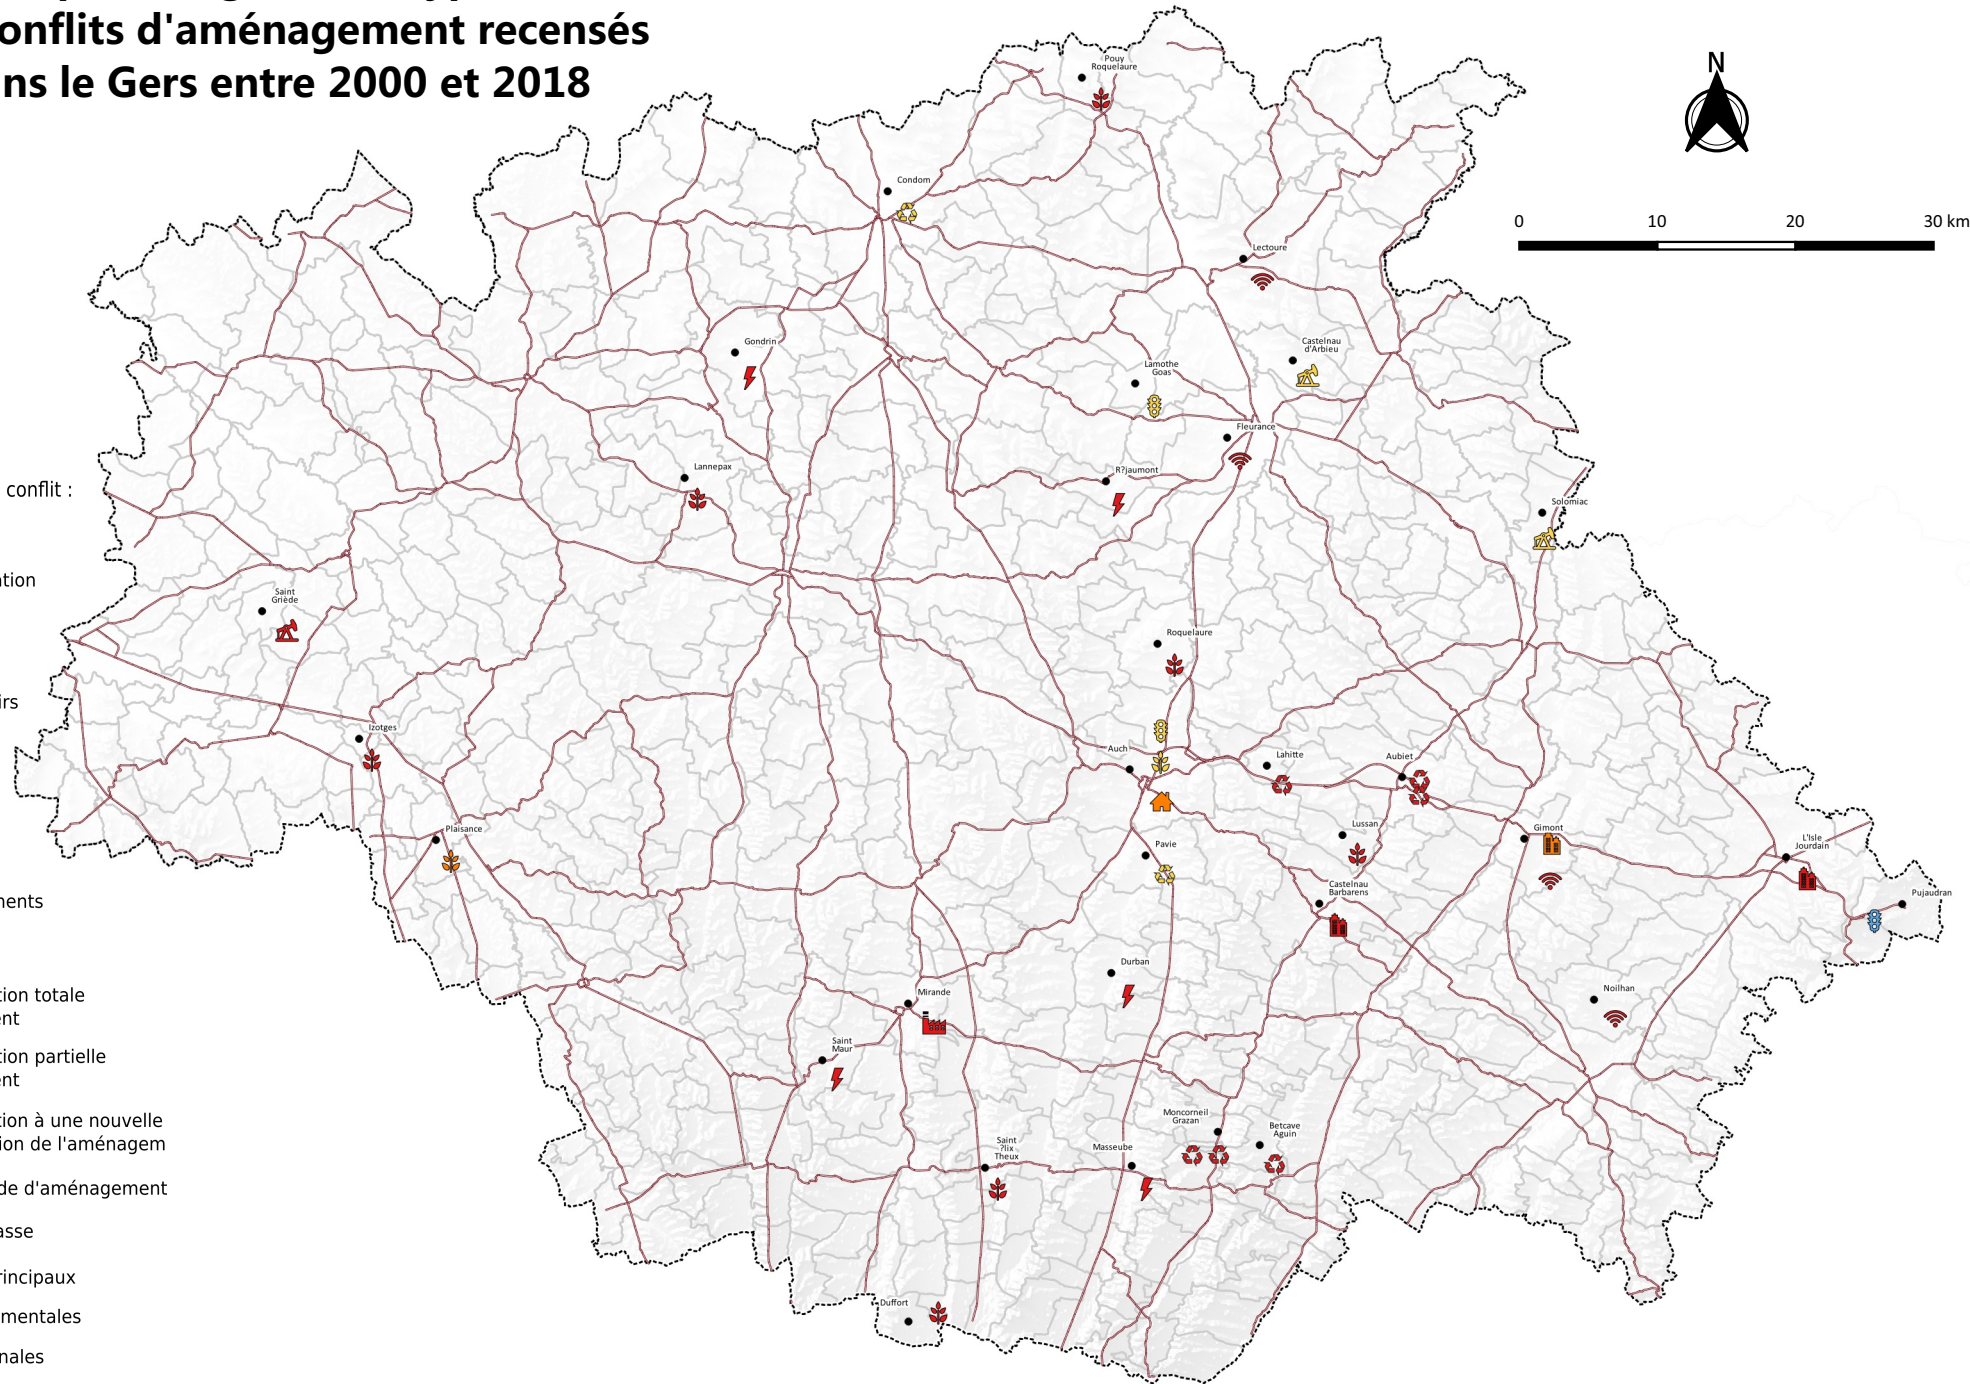 onflits d'aménagement recensés
ns le Gers entre 2000 et 2018
N
0 10 20 30 km
conflit :
tion
irs
nents
tion totale
ent
tion partielle
ent
tion à une nouvelle
ion de l'aménagem
de d'aménagement
asse
rincipaux
mentales
nales
Pouy
Roquelaure
Condom
Lectoure
Gondrin
Castelnau
d'Arbieu
Lamothe
Goas
Fleurance
Lannepax
R?jaumont
Solomiac
Saint
Griède
Roquelaure
Izotges
Auch
Lahitte
Aubiet
Plaisance
Lussan
Gimont
L'Isle
Jourdain
Pavie
Castelnau
Barbarens
Pujaudran
Durban
Mirande
Noilhan
Saint
Maur
Moncorneil
Grazan
Betcave
Aguin
Saint
?lix
Theux
Masseube
Duffort